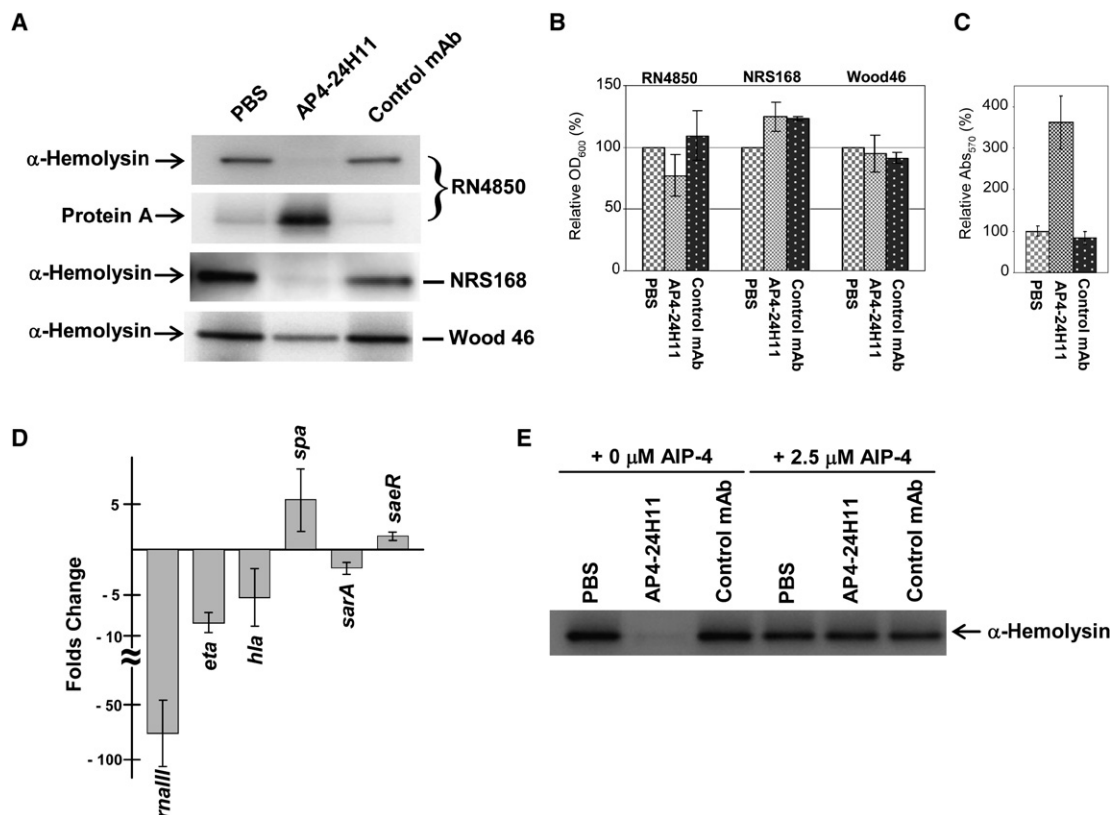 A
PBS
AP4-24H11
Control mAb
α-Hemolysin
Protein A
RN4850
α-Hemolysin
NRS168
α-Hemolysin
Wood 46
B
RN4850
NRS168
Wood46
Relative OD600 (%)
150
100
50
0
PBS
AP4-24H11
Control mAb
PBS
AP4-24H11
Control mAb
PBS
AP4-24H11
Control mAb
C
Relative Abs570 (%)
400
300
200
100
0
PBS
AP4-24H11
Control mAb
D
Folds Change
5
- 5
- 10
- 50
- 100
rnaIII
eta
hla
spa
sarA
saeR
E
+ 0 μM AIP-4
+ 2.5 μM AIP-4
PBS
AP4-24H11
Control mAb
PBS
AP4-24H11
Control mAb
α-Hemolysin